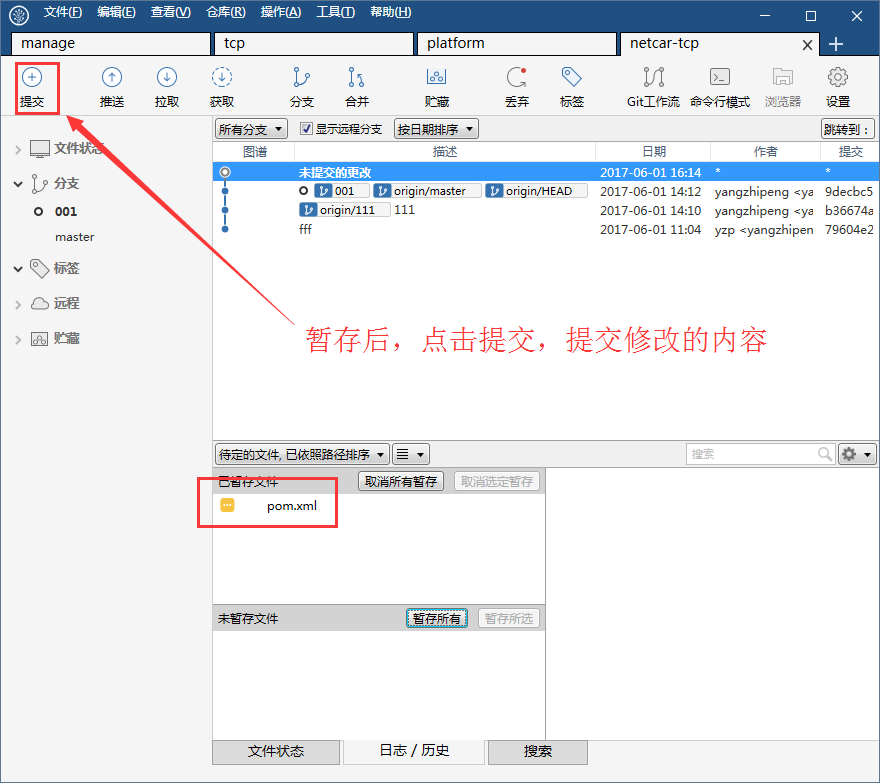 文件(F) 编辑(E) 查看(V) 仓库(R) 操作(A) 工具(T) 帮助(H)
manage tcp platform netcar-tcp
提交 推送 拉取 获取 分支 合并 贮藏 丢弃 标签 Git工作流 命令行模式 浏览器 设置
所有分支 显示远程分支 按日期排序 跳转到：
图谱 描述 日期 作者 提交
未提交的更改 2017-06-01 16:14 * *
001 origin/master origin/HEAD 2017-06-01 14:12 yangzhipeng <ya 9decbc5
origin/111 111 2017-06-01 14:10 yangzhipeng <ya b36674a
fff 2017-06-01 11:04 yzp <yangzhipen 79604e2
文件状态
分支
001
master
标签
远程
贮藏
暂存后，点击提交，提交修改的内容
待定的文件, 已依照路径排序 搜索
已暂存文件 取消所有暂存 取消选定暂存
pom.xml
未暂存文件 暂存所有 暂存所选
文件状态 日志 / 历史 搜索